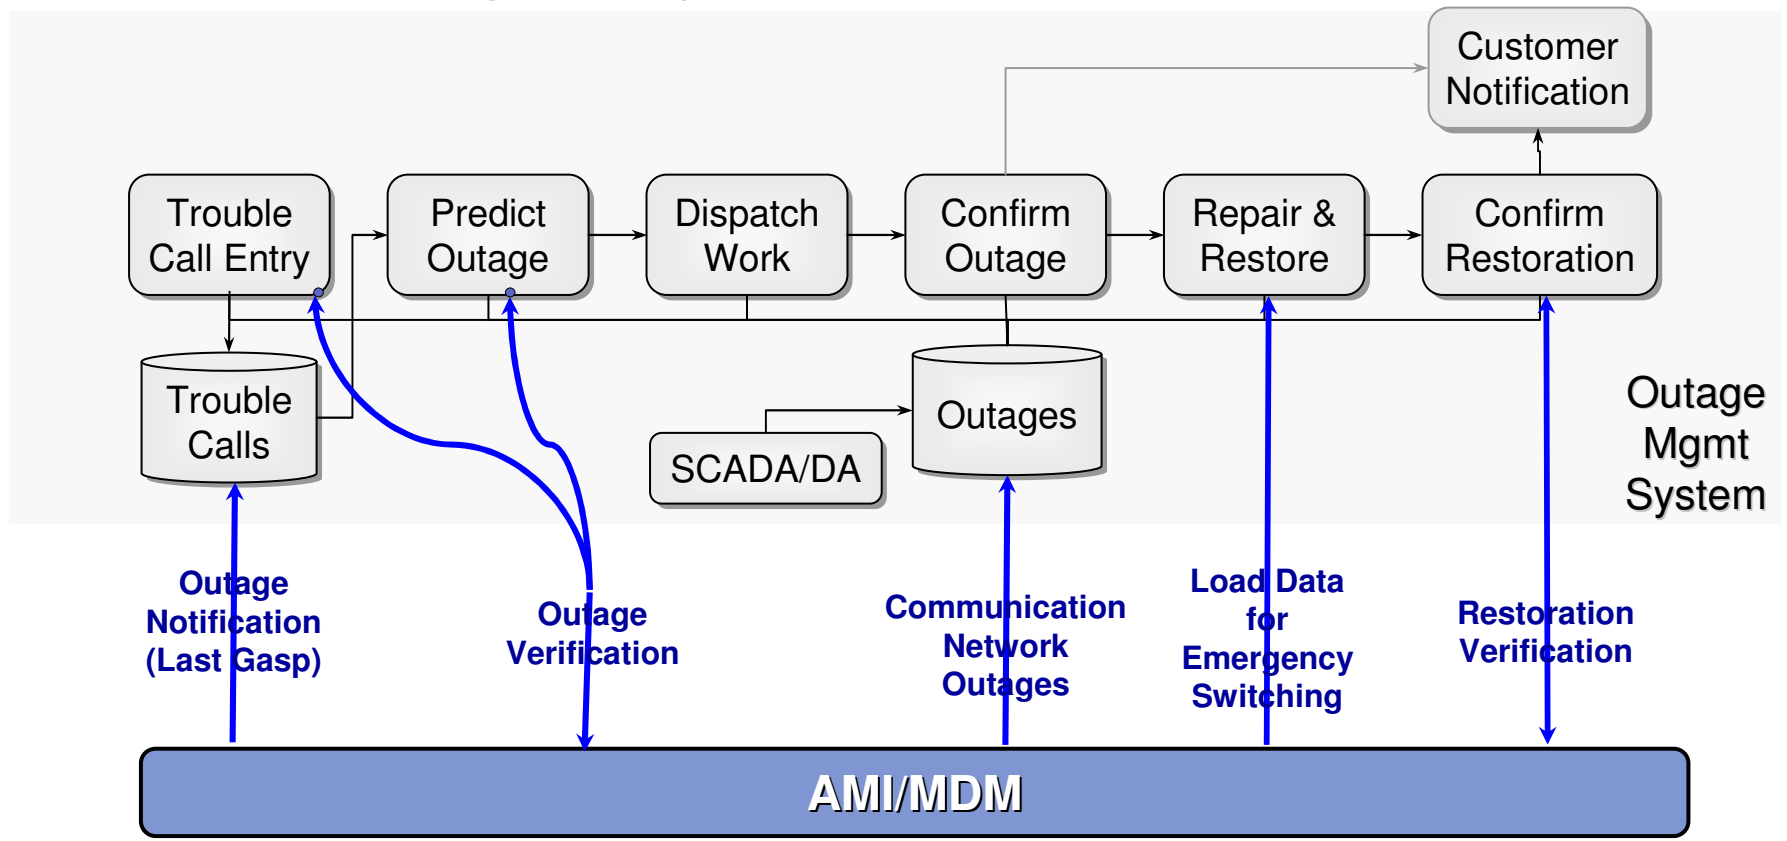 Customer
Notification
Trouble
Call Entry
Predict
Outage
Dispatch
Work
Confirm
Outage
Repair &
Restore
Confirm
Restoration
Trouble
Calls
SCADA/DA
Outages
Outage
Mgmt
System
Outage
Notification
(Last Gasp)
Outage
Verification
Communication
Network
Outages
Load Data
for
Emergency
Switching
Restoration
Verification
AMI/MDM